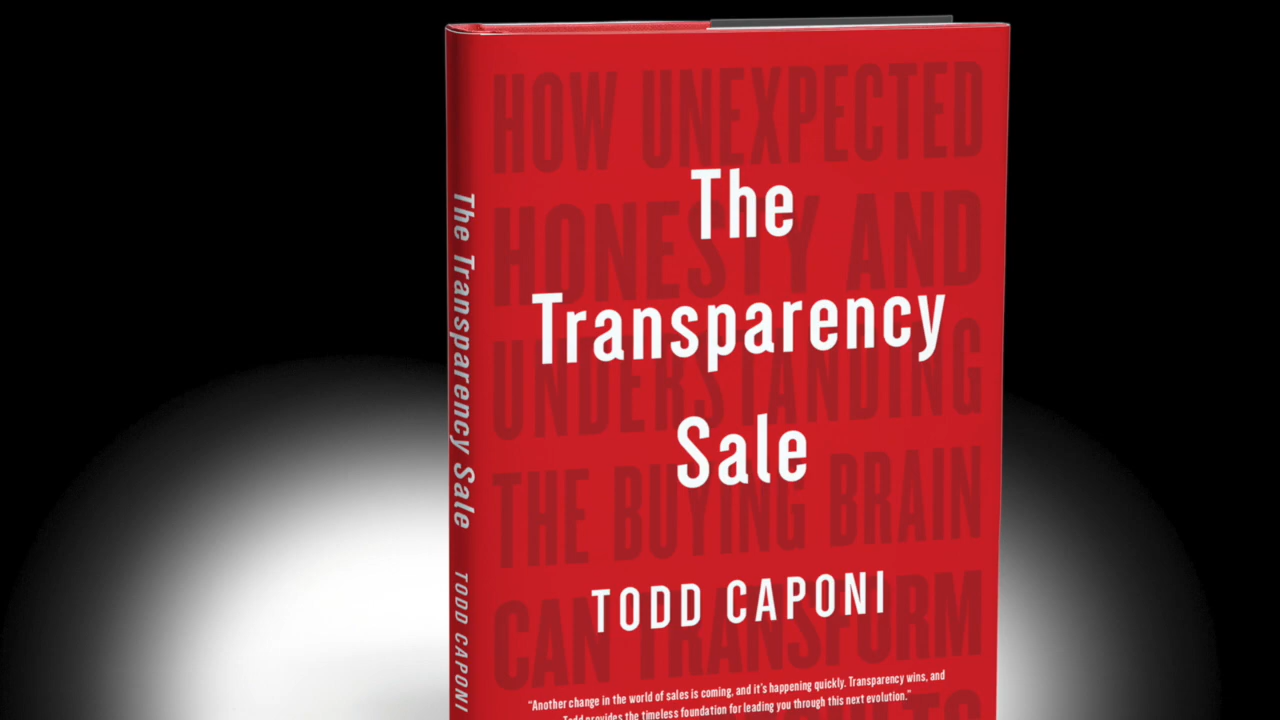 HOW UNEXPECTED
HONESTY AND
UNDERSTANDING
THE BUYING BRAIN
CAN TRANSFORM
The
Transparency
Sale
TODD CAPONI
"Another change in the world of sales is coming, and it's happening quickly. Transparency wins, and
Todd provides the timeless foundation for leading you through this next evolution."
The Transparency Sale TODD CAPONI